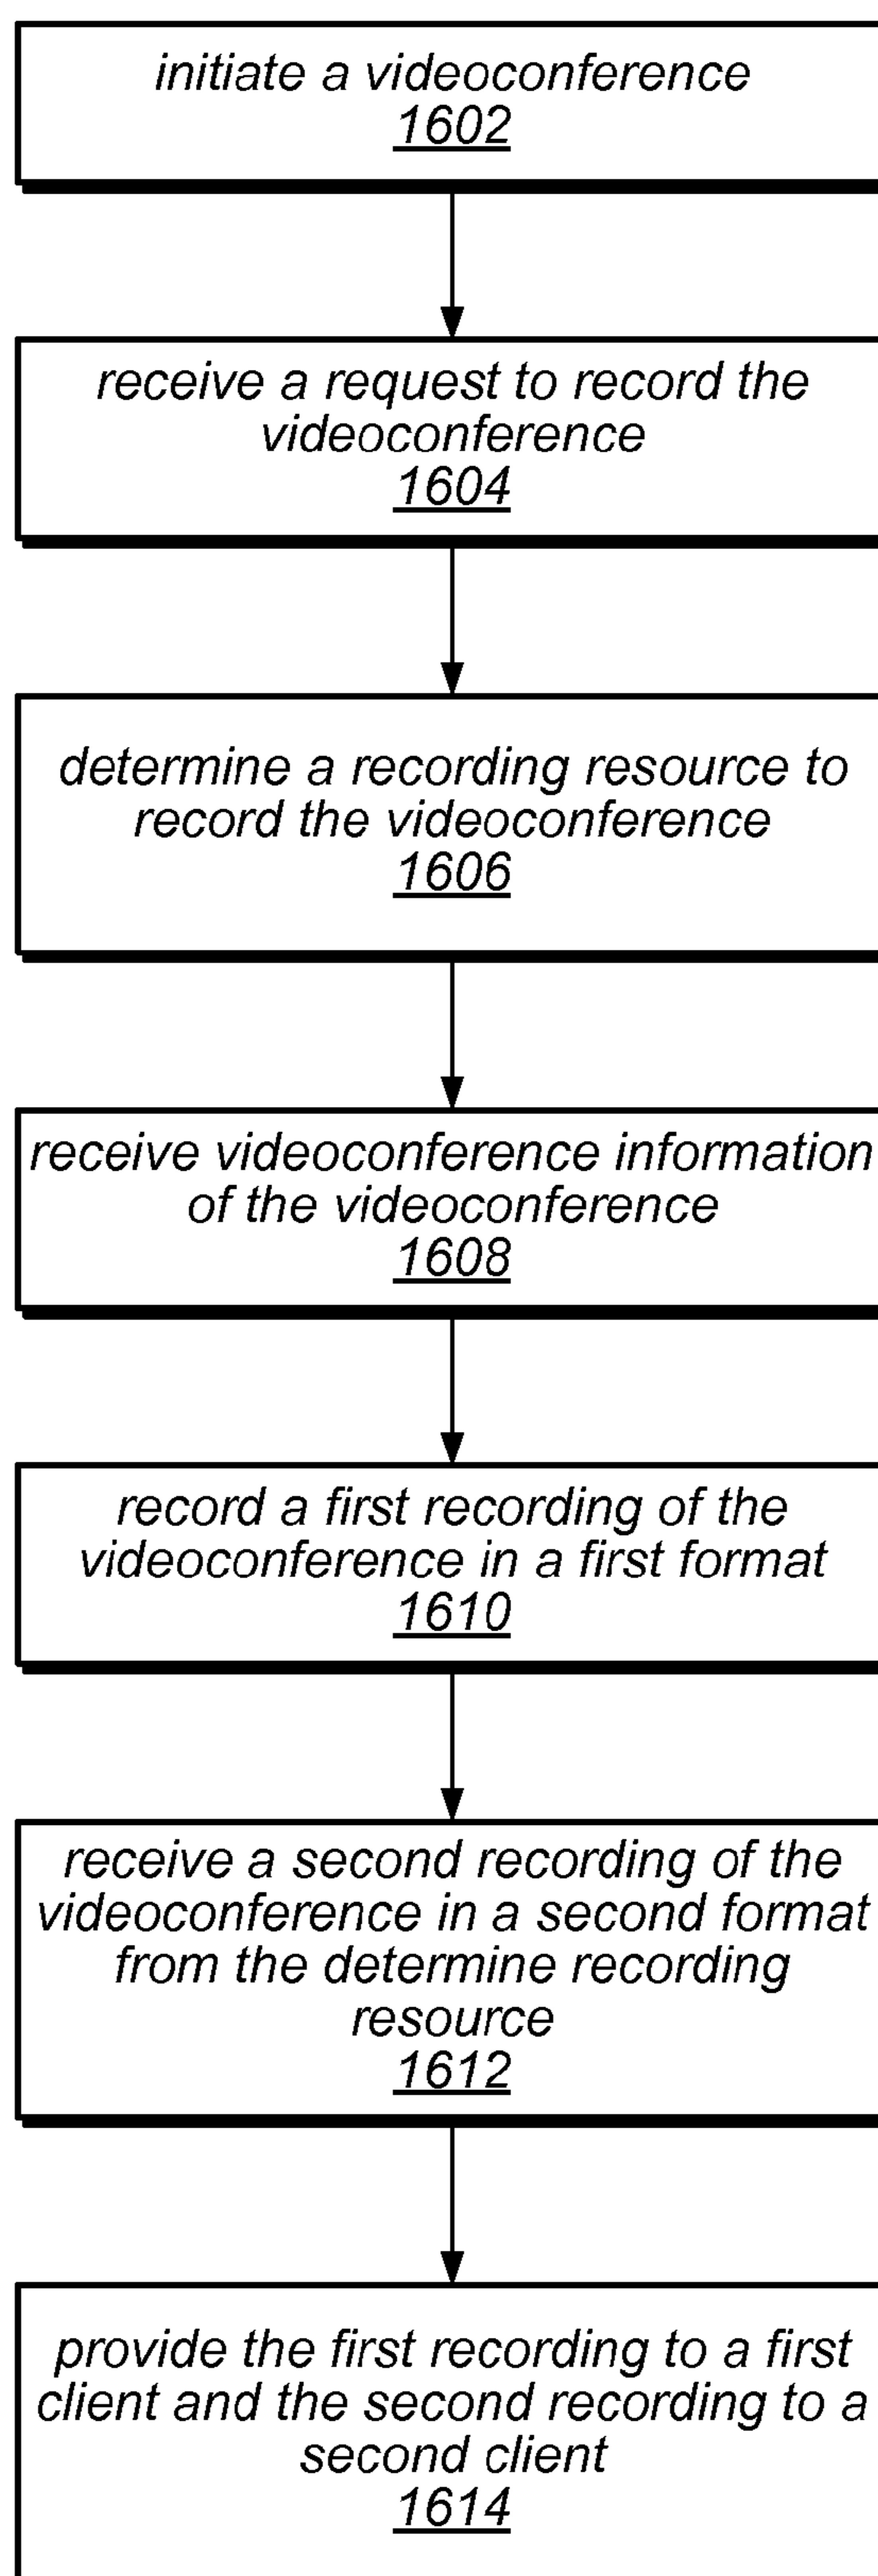 initiate a videoconference
1602
receive a request to record the
videoconference
1604
determine a recording resource to
record the videoconference
1606
receive videoconference information
of the videoconference
1608
record a first recording of the
videoconference in a first format
1610
receive a second recording of the
videoconference in a second format
from the determine recording
resource
1612
provide the first recording to a first
client and the second recording to a
second client
1614